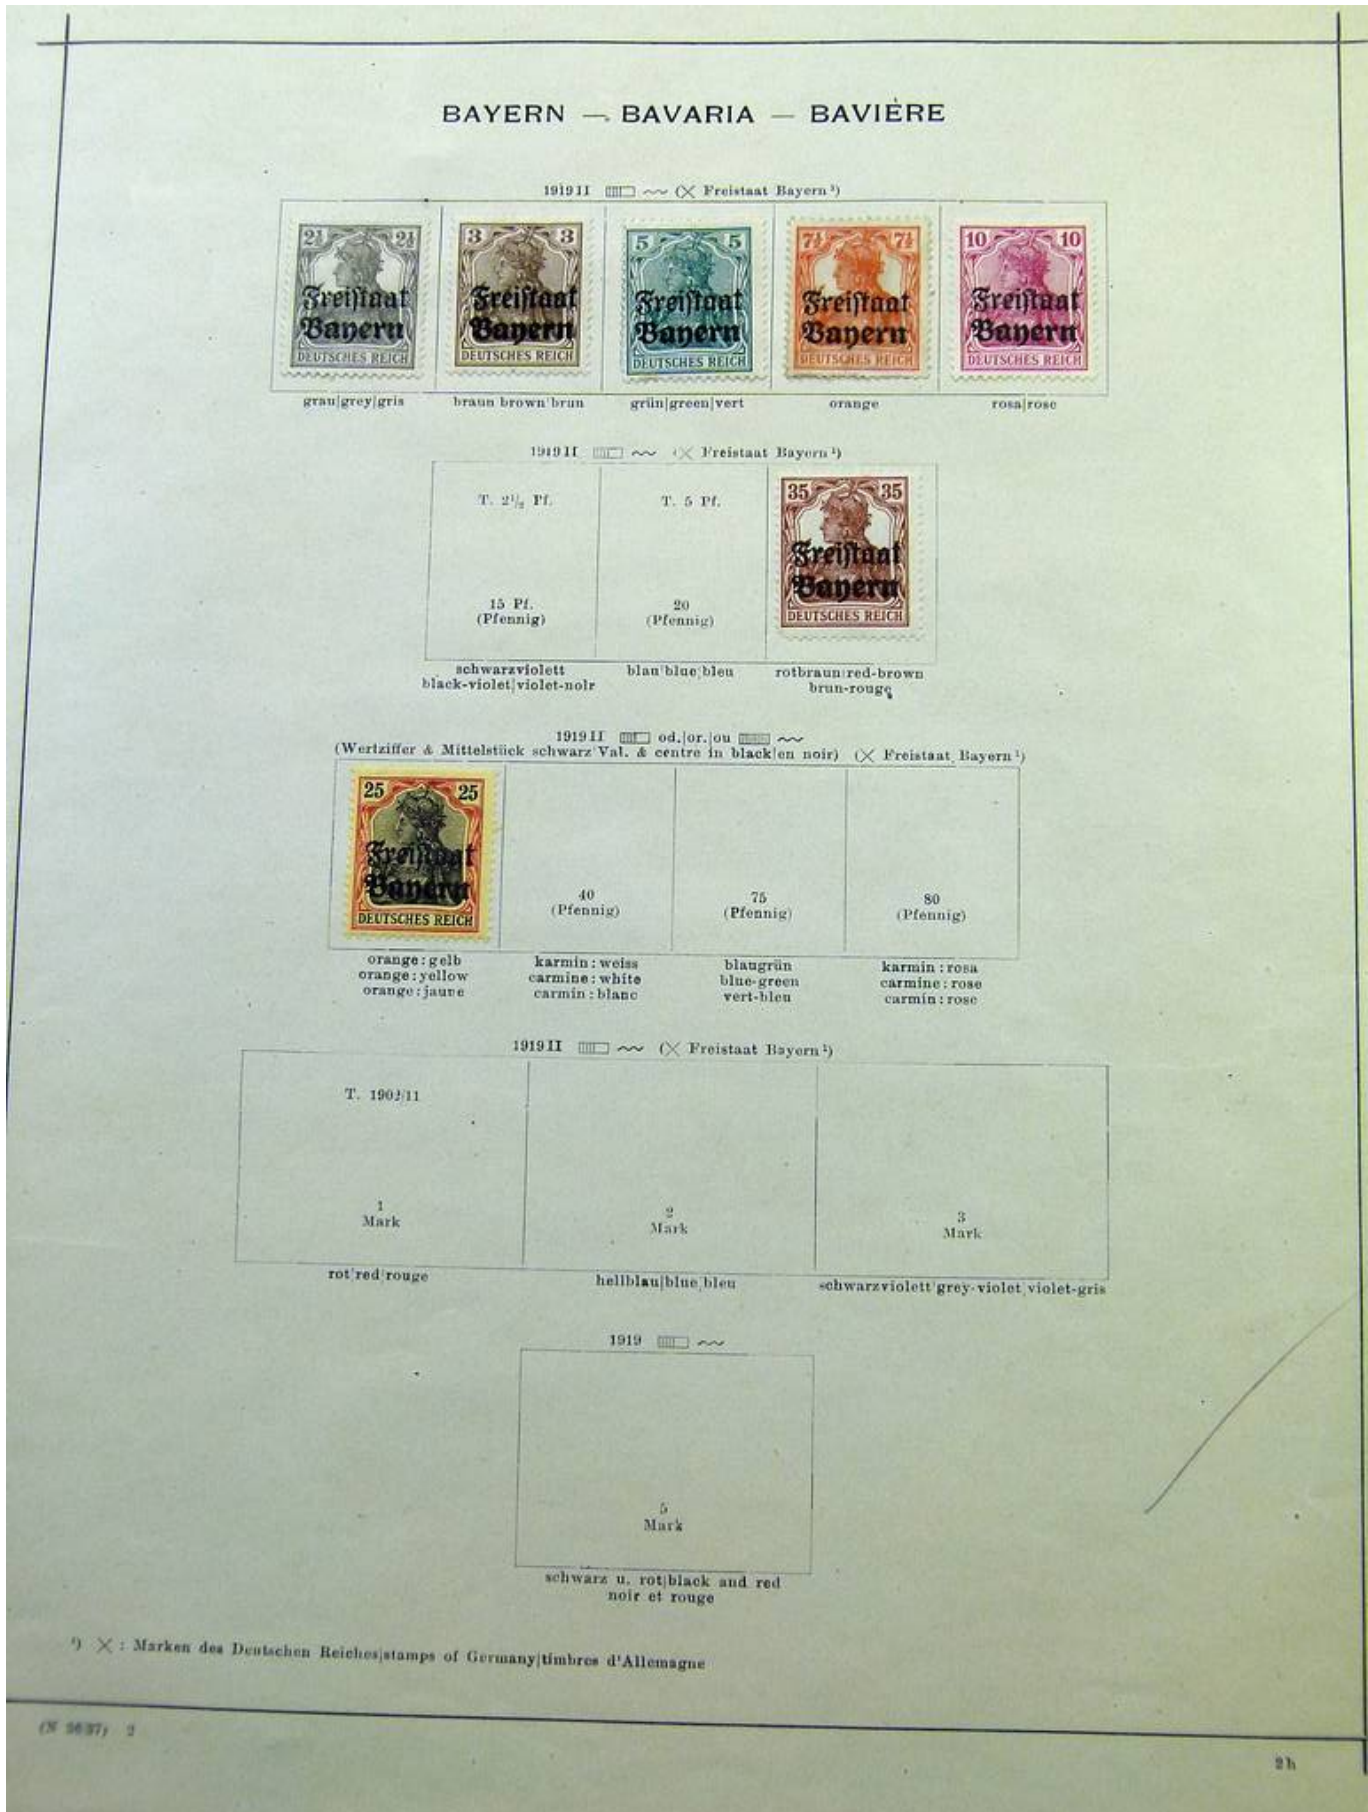 BAYERN — BAVARIA — BAVIÈRE
1919 II (X Freistaat Bayern ¹)
2½ 2½ Freistaat Bayern DEUTSCHES REICH
3 3 Freistaat Bayern DEUTSCHES REICH
5 5 Freistaat Bayern DEUTSCHES REICH
7½ 7½ Freistaat Bayern DEUTSCHES REICH
10 10 Freistaat Bayern DEUTSCHES REICH
grau|grey|gris braun brown brun grün|green|vert orange rosa|rose
1919 II (X Freistaat Bayern ¹)
T. 2½ Pf. T. 5 Pf.
35 35 Freistaat Bayern DEUTSCHES REICH
15 Pf. 20
(Pfennig) (Pfennig)
schwarzviolett blau|blue|bleu rotbraun|red-brown
black-violet|violet-noir brun-rouge
1919 II od.|or.|ou
(Wertziffer & Mittelstück schwarz|Val. & centre in black|en noir) (X Freistaat Bayern ¹)
25 25 Freistaat Bayern DEUTSCHES REICH
40 75 80
(Pfennig) (Pfennig) (Pfennig)
orange : gelb karmin : weiss blaugrün karmin : rosa
orange : yellow carmine : white blue-green carmine : rose
orange : jaune carmin : blanc vert-bleu carmin : rose
1919 II (X Freistaat Bayern ¹)
1 2 3
Mark Mark Mark
rot|red|rouge hellblau|blue|bleu schwarzviolett|grey-violet|violet-gris
1919
5
Mark
schwarz u. rot|black and red
noir et rouge
¹) X : Marken des Deutschen Reiches|stamps of Germany|timbres d'Allemagne
2
2h